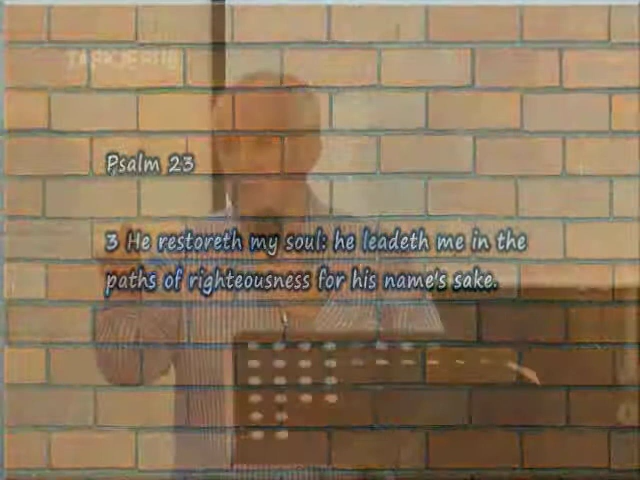 Psalm 23
3 He restoreth my soul: he leadeth me in the
paths of righteousness for his name's sake.